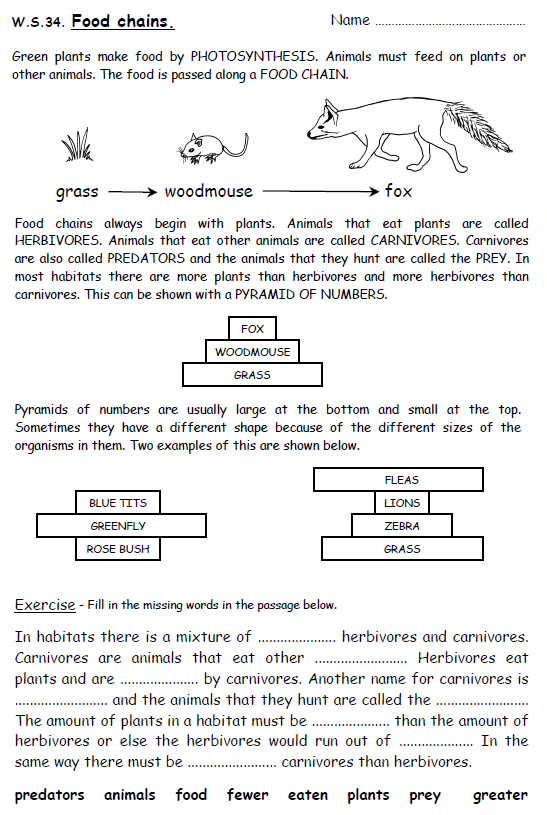 W.S.34. Food chains. Name ................................................
Green plants make food by PHOTOSYNTHESIS. Animals must feed on plants or
other animals. The food is passed along a FOOD CHAIN.
grass woodmouse fox
Food chains always begin with plants. Animals that eat plants are called
HERBIVORES. Animals that eat other animals are called CARNIVORES. Carnivores
are also called PREDATORS and the animals that they hunt are called the PREY. In
most habitats there are more plants than herbivores and more herbivores than
carnivores. This can be shown with a PYRAMID OF NUMBERS.
FOX
WOODMOUSE
GRASS
Pyramids of numbers are usually large at the bottom and small at the top.
Sometimes they have a different shape because of the different sizes of the
organisms in them. Two examples of this are shown below.
BLUE TITS
GREENFLY
ROSE BUSH
FLEAS
LIONS
ZEBRA
GRASS
Exercise - Fill in the missing words in the passage below.
In habitats there is a mixture of ..................... herbivores and carnivores.
Carnivores are animals that eat other ......................... Herbivores eat
plants and are ..................... by carnivores. Another name for carnivores is
......................... and the animals that they hunt are called the .........................
The amount of plants in a habitat must be ..................... than the amount of
herbivores or else the herbivores would run out of .................... In the
same way there must be ........................ carnivores than herbivores.
predators animals food fewer eaten plants prey greater